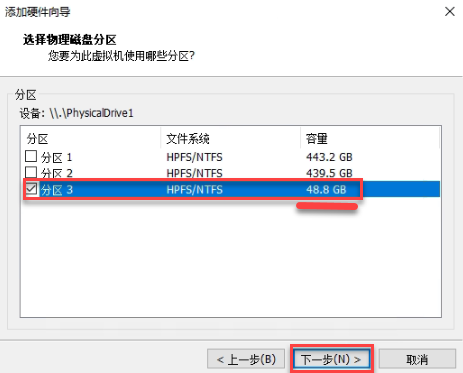 添加硬件向导
选择物理磁盘分区
您要为此虚拟机使用哪些分区?
分区
设备: \\.\PhysicalDrive1
分区 文件系统 容量
分区 1 HPFS/NTFS 443.2 GB
分区 2 HPFS/NTFS 439.5 GB
分区 3 HPFS/NTFS 48.8 GB
< 上一步(B) 下一步(N) > 取消